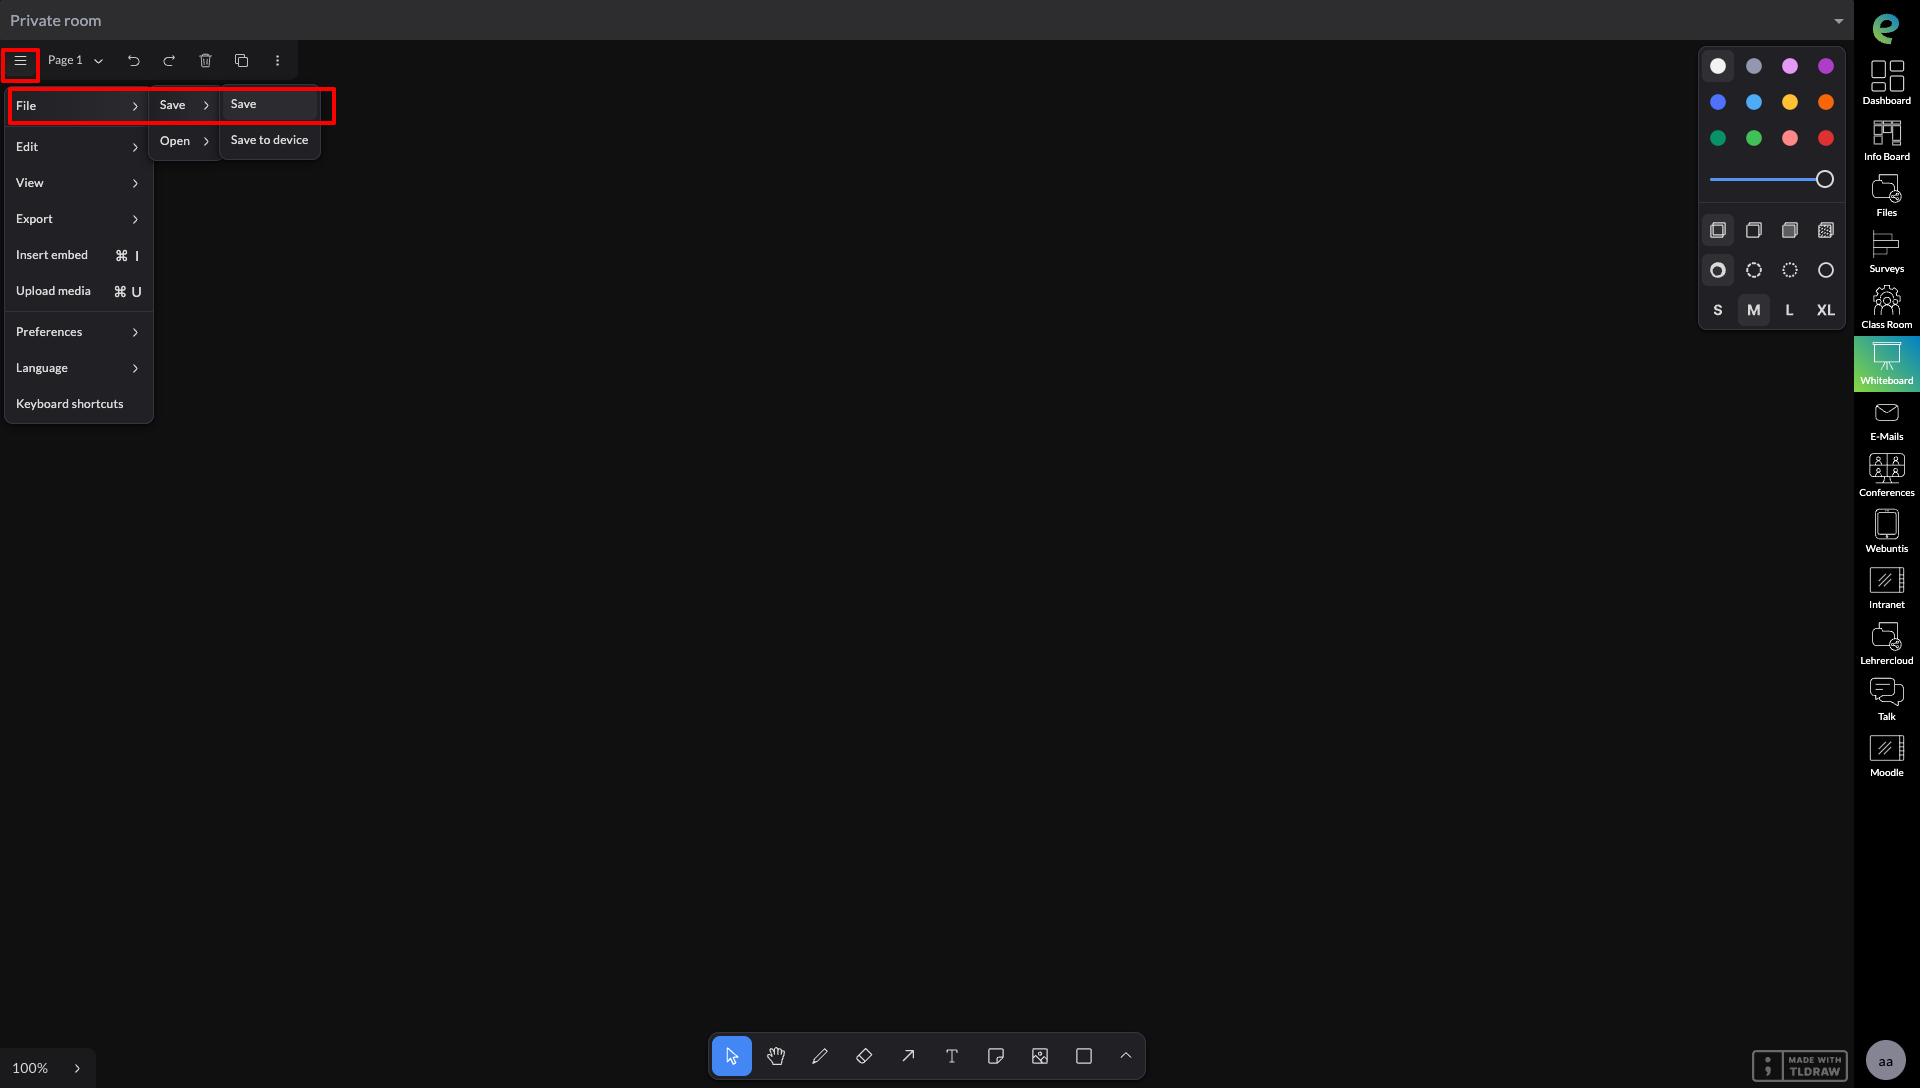 Private room
Page 1
File
Save
Save
Open
Save to device
Edit
View
Export
Insert embed ⌘ I
Upload media ⌘ U
Preferences
Language
Keyboard shortcuts
S M L XL
Dashboard
Info Board
Files
Surveys
Class Room
Whiteboard
E-Mails
Conferences
Webuntis
Intranet
Lehrercloud
Talk
Moodle
100%
MADE WITH
TLDRAW
aa